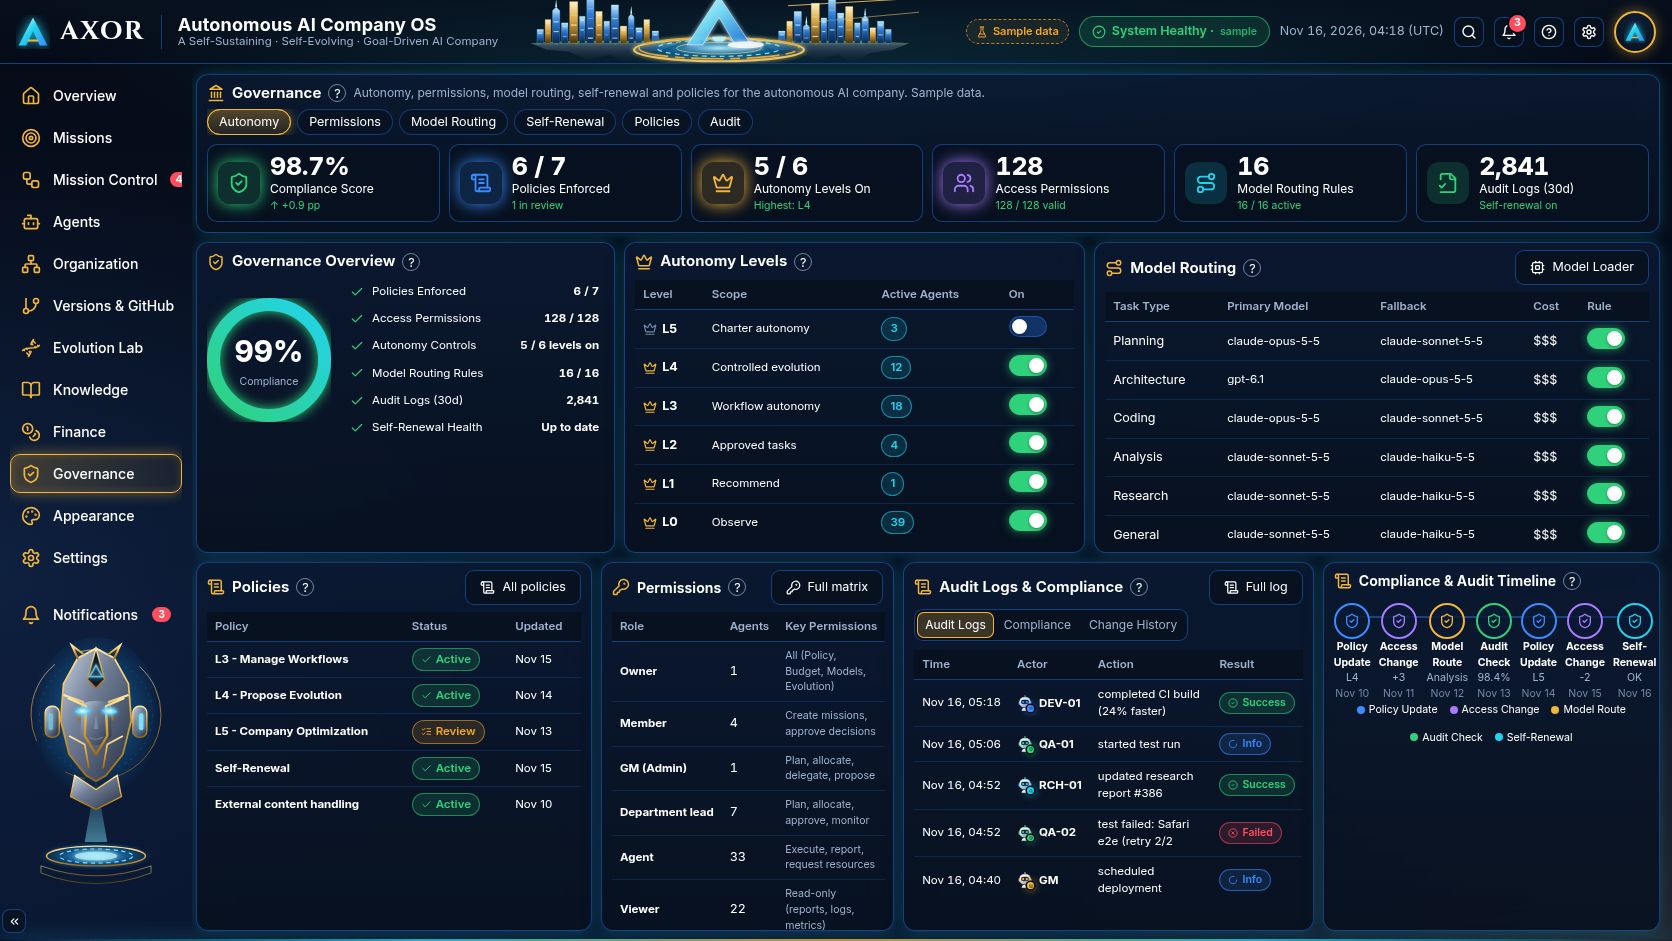 AXOR
Autonomous AI Company OS
A Self-Sustaining · Self-Evolving · Goal-Driven AI Company
Sample data
System Healthy · sample
Nov 16, 2026, 04:18 (UTC)
3
Overview
Missions
Mission Control 4
Agents
Organization
Versions & GitHub
Evolution Lab
Knowledge
Finance
Governance
Appearance
Settings
Notifications 3
«
Governance ? Autonomy, permissions, model routing, self-renewal and policies for the autonomous AI company. Sample data.
Autonomy Permissions Model Routing Self-Renewal Policies Audit
98.7%
Compliance Score
↑ +0.9 pp
6 / 7
Policies Enforced
1 in review
5 / 6
Autonomy Levels On
Highest: L4
128
Access Permissions
128 / 128 valid
16
Model Routing Rules
16 / 16 active
2,841
Audit Logs (30d)
Self-renewal on
Governance Overview ?
99%
Compliance
Policies Enforced 6 / 7
Access Permissions 128 / 128
Autonomy Controls 5 / 6 levels on
Model Routing Rules 16 / 16
Audit Logs (30d) 2,841
Self-Renewal Health Up to date
Autonomy Levels ?
Level Scope Active Agents On
L5 Charter autonomy 3
L4 Controlled evolution 12
L3 Workflow autonomy 18
L2 Approved tasks 4
L1 Recommend 1
L0 Observe 39
Model Routing ? Model Loader
Task Type Primary Model Fallback Cost Rule
Planning claude-opus-5-5 claude-sonnet-5-5 $$$
Architecture gpt-6.1 claude-opus-5-5 $$$
Coding claude-opus-5-5 claude-sonnet-5-5 $$$
Analysis claude-sonnet-5-5 claude-haiku-5-5 $$$
Research claude-sonnet-5-5 claude-haiku-5-5 $$$
General claude-sonnet-5-5 claude-haiku-5-5 $$$
Policies ? All policies
Policy Status Updated
L3 - Manage Workflows Active Nov 15
L4 - Propose Evolution Active Nov 14
L5 - Company Optimization Review Nov 13
Self-Renewal Active Nov 15
External content handling Active Nov 10
Permissions ? Full matrix
Role Agents Key Permissions
Owner 1 All (Policy,
Budget, Models,
Evolution)
Member 4 Create missions,
approve decisions
GM (Admin) 1 Plan, allocate,
delegate, propose
Department lead 7 Plan, allocate,
approve, monitor
Agent 33 Execute, report,
request resources
Viewer 22 Read-only
(reports, logs,
metrics)
Audit Logs & Compliance ? Full log
Audit Logs Compliance Change History
Time Actor Action Result
Nov 16, 05:18 DEV-01 completed CI build
(24% faster) Success
Nov 16, 05:06 QA-01 started test run Info
Nov 16, 04:52 RCH-01 updated research
report #386 Success
Nov 16, 04:52 QA-02 test failed: Safari
e2e (retry 2/2 Failed
Nov 16, 04:40 GM scheduled
deployment Info
Compliance & Audit Timeline ?
Policy Update L4 Nov 10
Access Change +3 Nov 11
Model Route Analysis Nov 12
Audit Check 98.4% Nov 13
Policy Update L5 Nov 14
Access Change -2 Nov 15
Self-Renewal OK Nov 16
Policy Update Access Change Model Route
Audit Check Self-Renewal